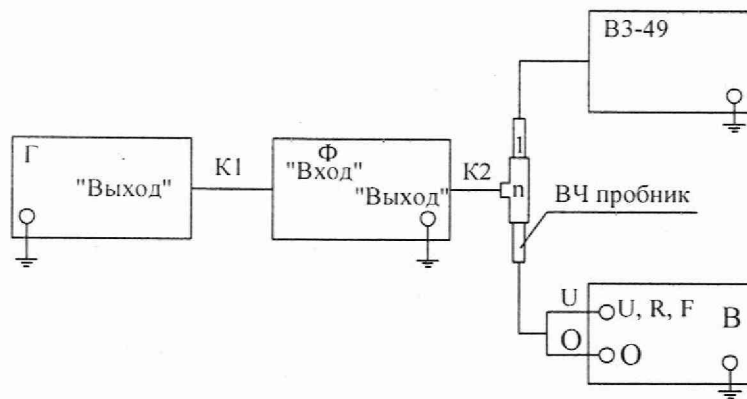 В3-49
Г
"Выход"
К1
Ф
"Вход"
"Выход"
К2
1
n
ВЧ пробник
U
U, R, F
В
О
О